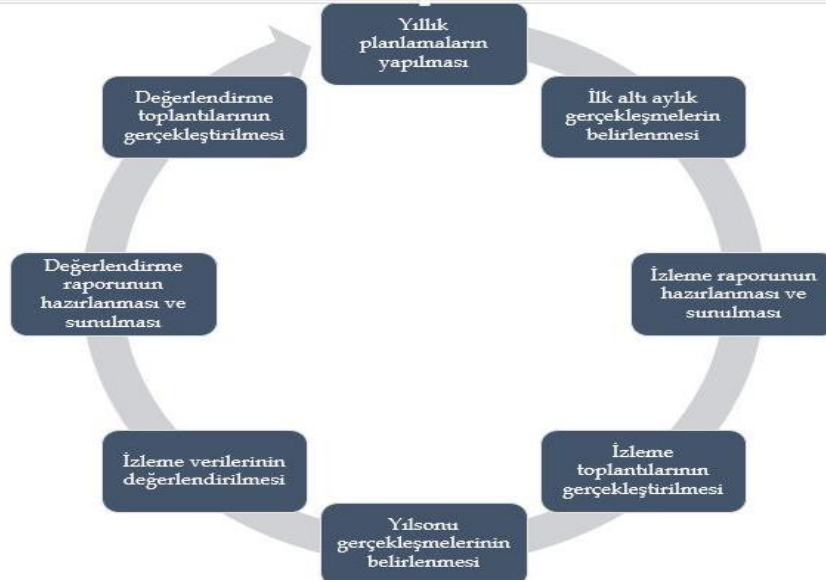 Yıllık
planlamaların
yapılması
İlk altı aylık
gerçekleşmelerin
belirlenmesi
İzleme raporunun
hazırlanması ve
sunulması
İzleme
toplantılarının
gerçekleştirilmesi
Yılsonu
gerçekleşmelerinin
belirlenmesi
İzleme verilerinin
değerlendirilmesi
Değerlendirme
raporunun
hazırlanması ve
sunulması
Değerlendirme
toplantılarının
gerçekleştirilmesi